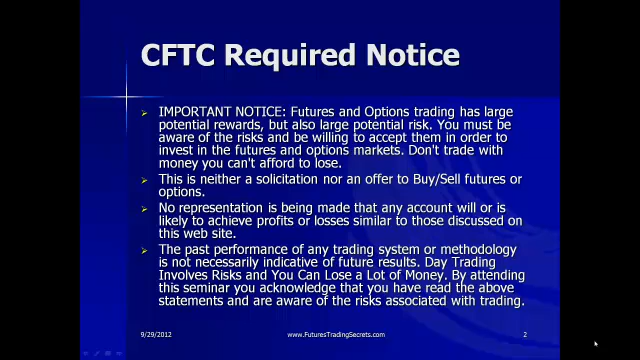 CFTC Required Notice
IMPORTANT NOTICE: Futures and Options trading has large
potential rewards, but also large potential risk. You must be
aware of the risks and be willing to accept them in order to
invest in the futures and options markets. Don't trade with
money you can't afford to lose.
This is neither a solicitation nor an offer to Buy/Sell futures or
options.
No representation is being made that any account will or is
likely to achieve profits or losses similar to those discussed on
this web site.
The past performance of any trading system or methodology
is not necessarily indicative of future results. Day Trading
Involves Risks and You Can Lose a Lot of Money. By attending
this seminar you acknowledge that you have read the above
statements and are aware of the risks associated with trading.
9/29/2012 www.FuturesTradingSecrets.com 2